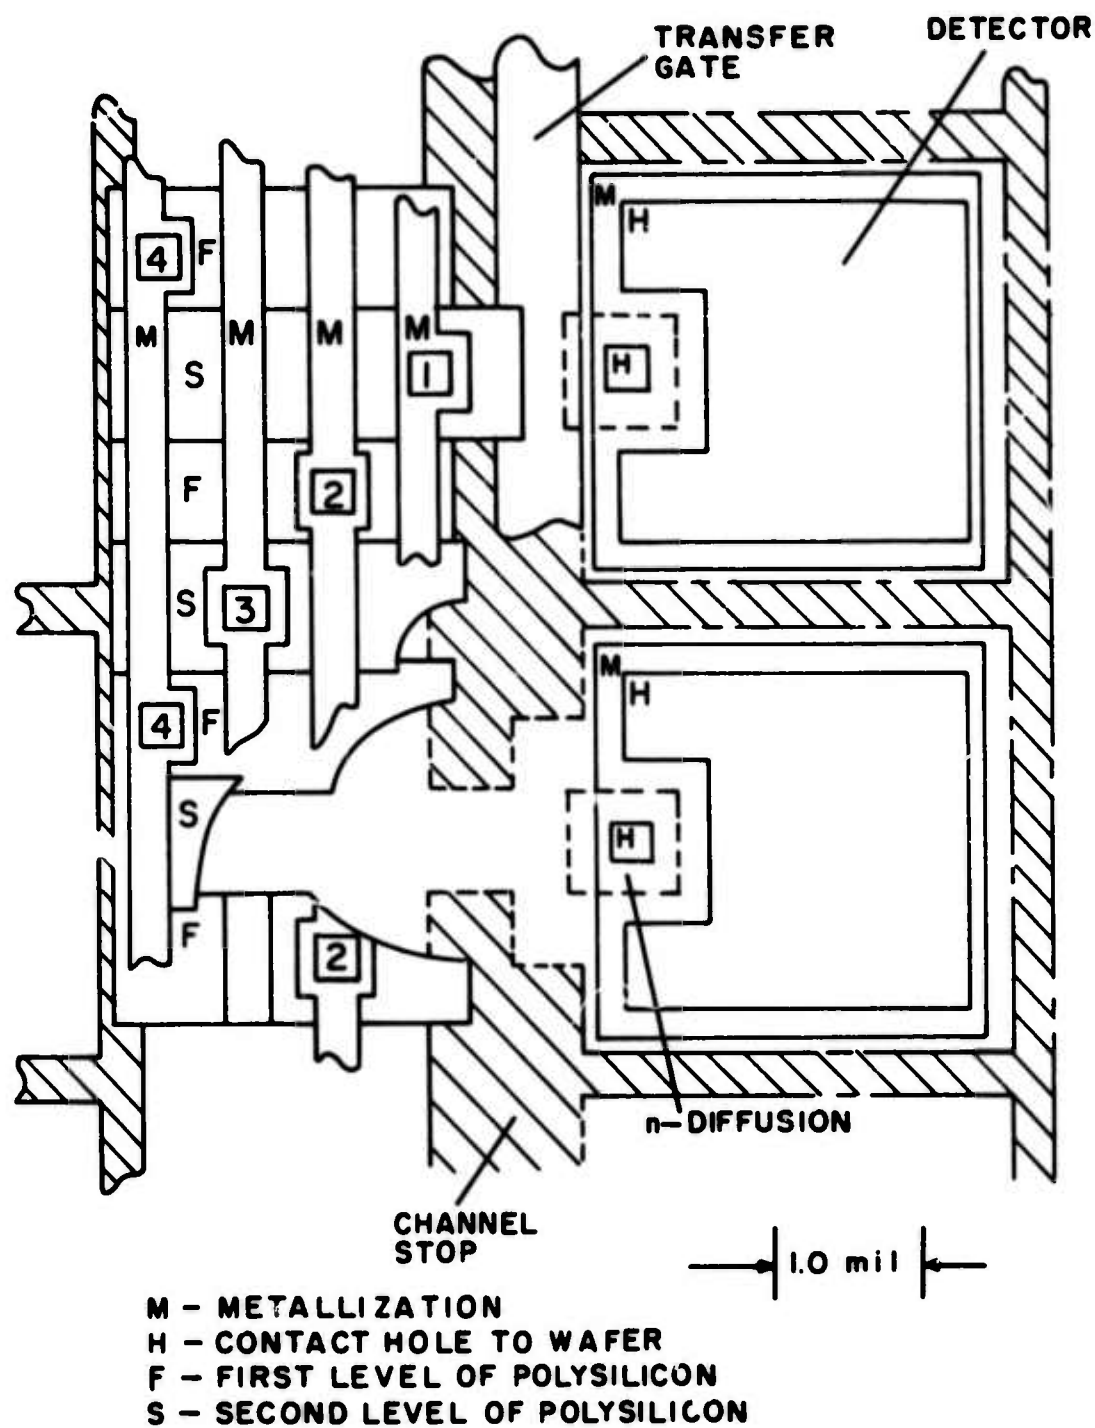 TRANSFER
GATE
DETECTOR
M
H
4
F
M
M
M
M
S
1
H
F
2
S
3
M
H
4
F
S
H
F
2
n-DIFFUSION
CHANNEL
STOP
1.0 mil
M - METALLIZATION
H - CONTACT HOLE TO WAFER
F - FIRST LEVEL OF POLYSILICON
S - SECOND LEVEL OF POLYSILICON